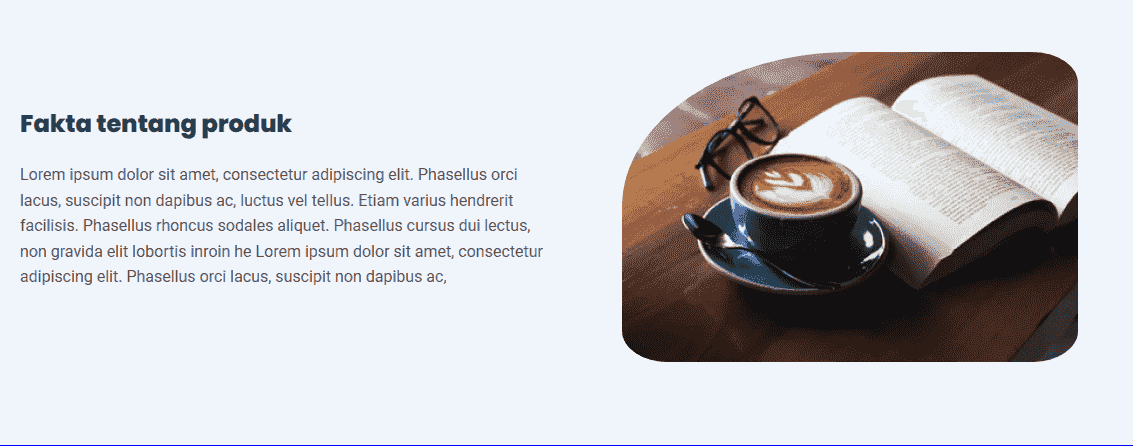 Fakta tentang produk
Lorem ipsum dolor sit amet, consectetur adipiscing elit. Phasellus orci
lacus, suscipit non dapibus ac, luctus vel tellus. Etiam varius hendrerit
facilisis. Phasellus rhoncus sodales aliquet. Phasellus cursus dui lectus,
non gravida elit lobortis inroin he Lorem ipsum dolor sit amet, consectetur
adipiscing elit. Phasellus orci lacus, suscipit non dapibus ac,